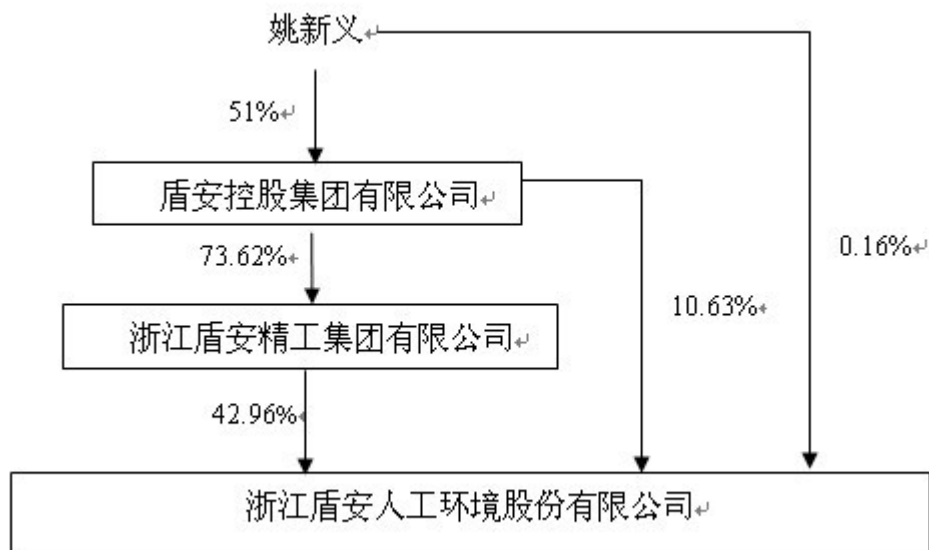 姚新义
51%
盾安控股集团有限公司
73.62%
0.16%
10.63%
浙江盾安精工集团有限公司
42.96%
浙江盾安人工环境股份有限公司